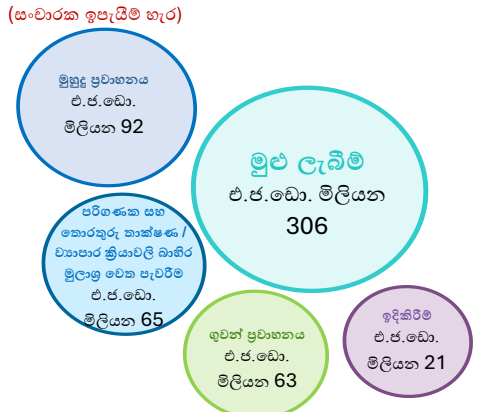 (සංචාරක ඉපැයීම් හැර)
මුහුදු ප්‍රවාහනය
එ.ජ.ඩො.
මිලියන 92
මුළු ලැබීම්
එ.ජ.ඩො. මිලියන
306
පරිගණක සහ
තොරතුරු තාක්ෂණ /
ව්‍යාපාර ක්‍රියාවලි බාහිර
මුලාශ්‍ර වෙත පැවරීම
එ.ජ.ඩො.
මිලියන 65
ගුවන් ප්‍රවාහනය
එ.ජ.ඩො.
මිලියන 63
ඉදිකිරීම්
එ.ජ.ඩො.
මිලියන 21